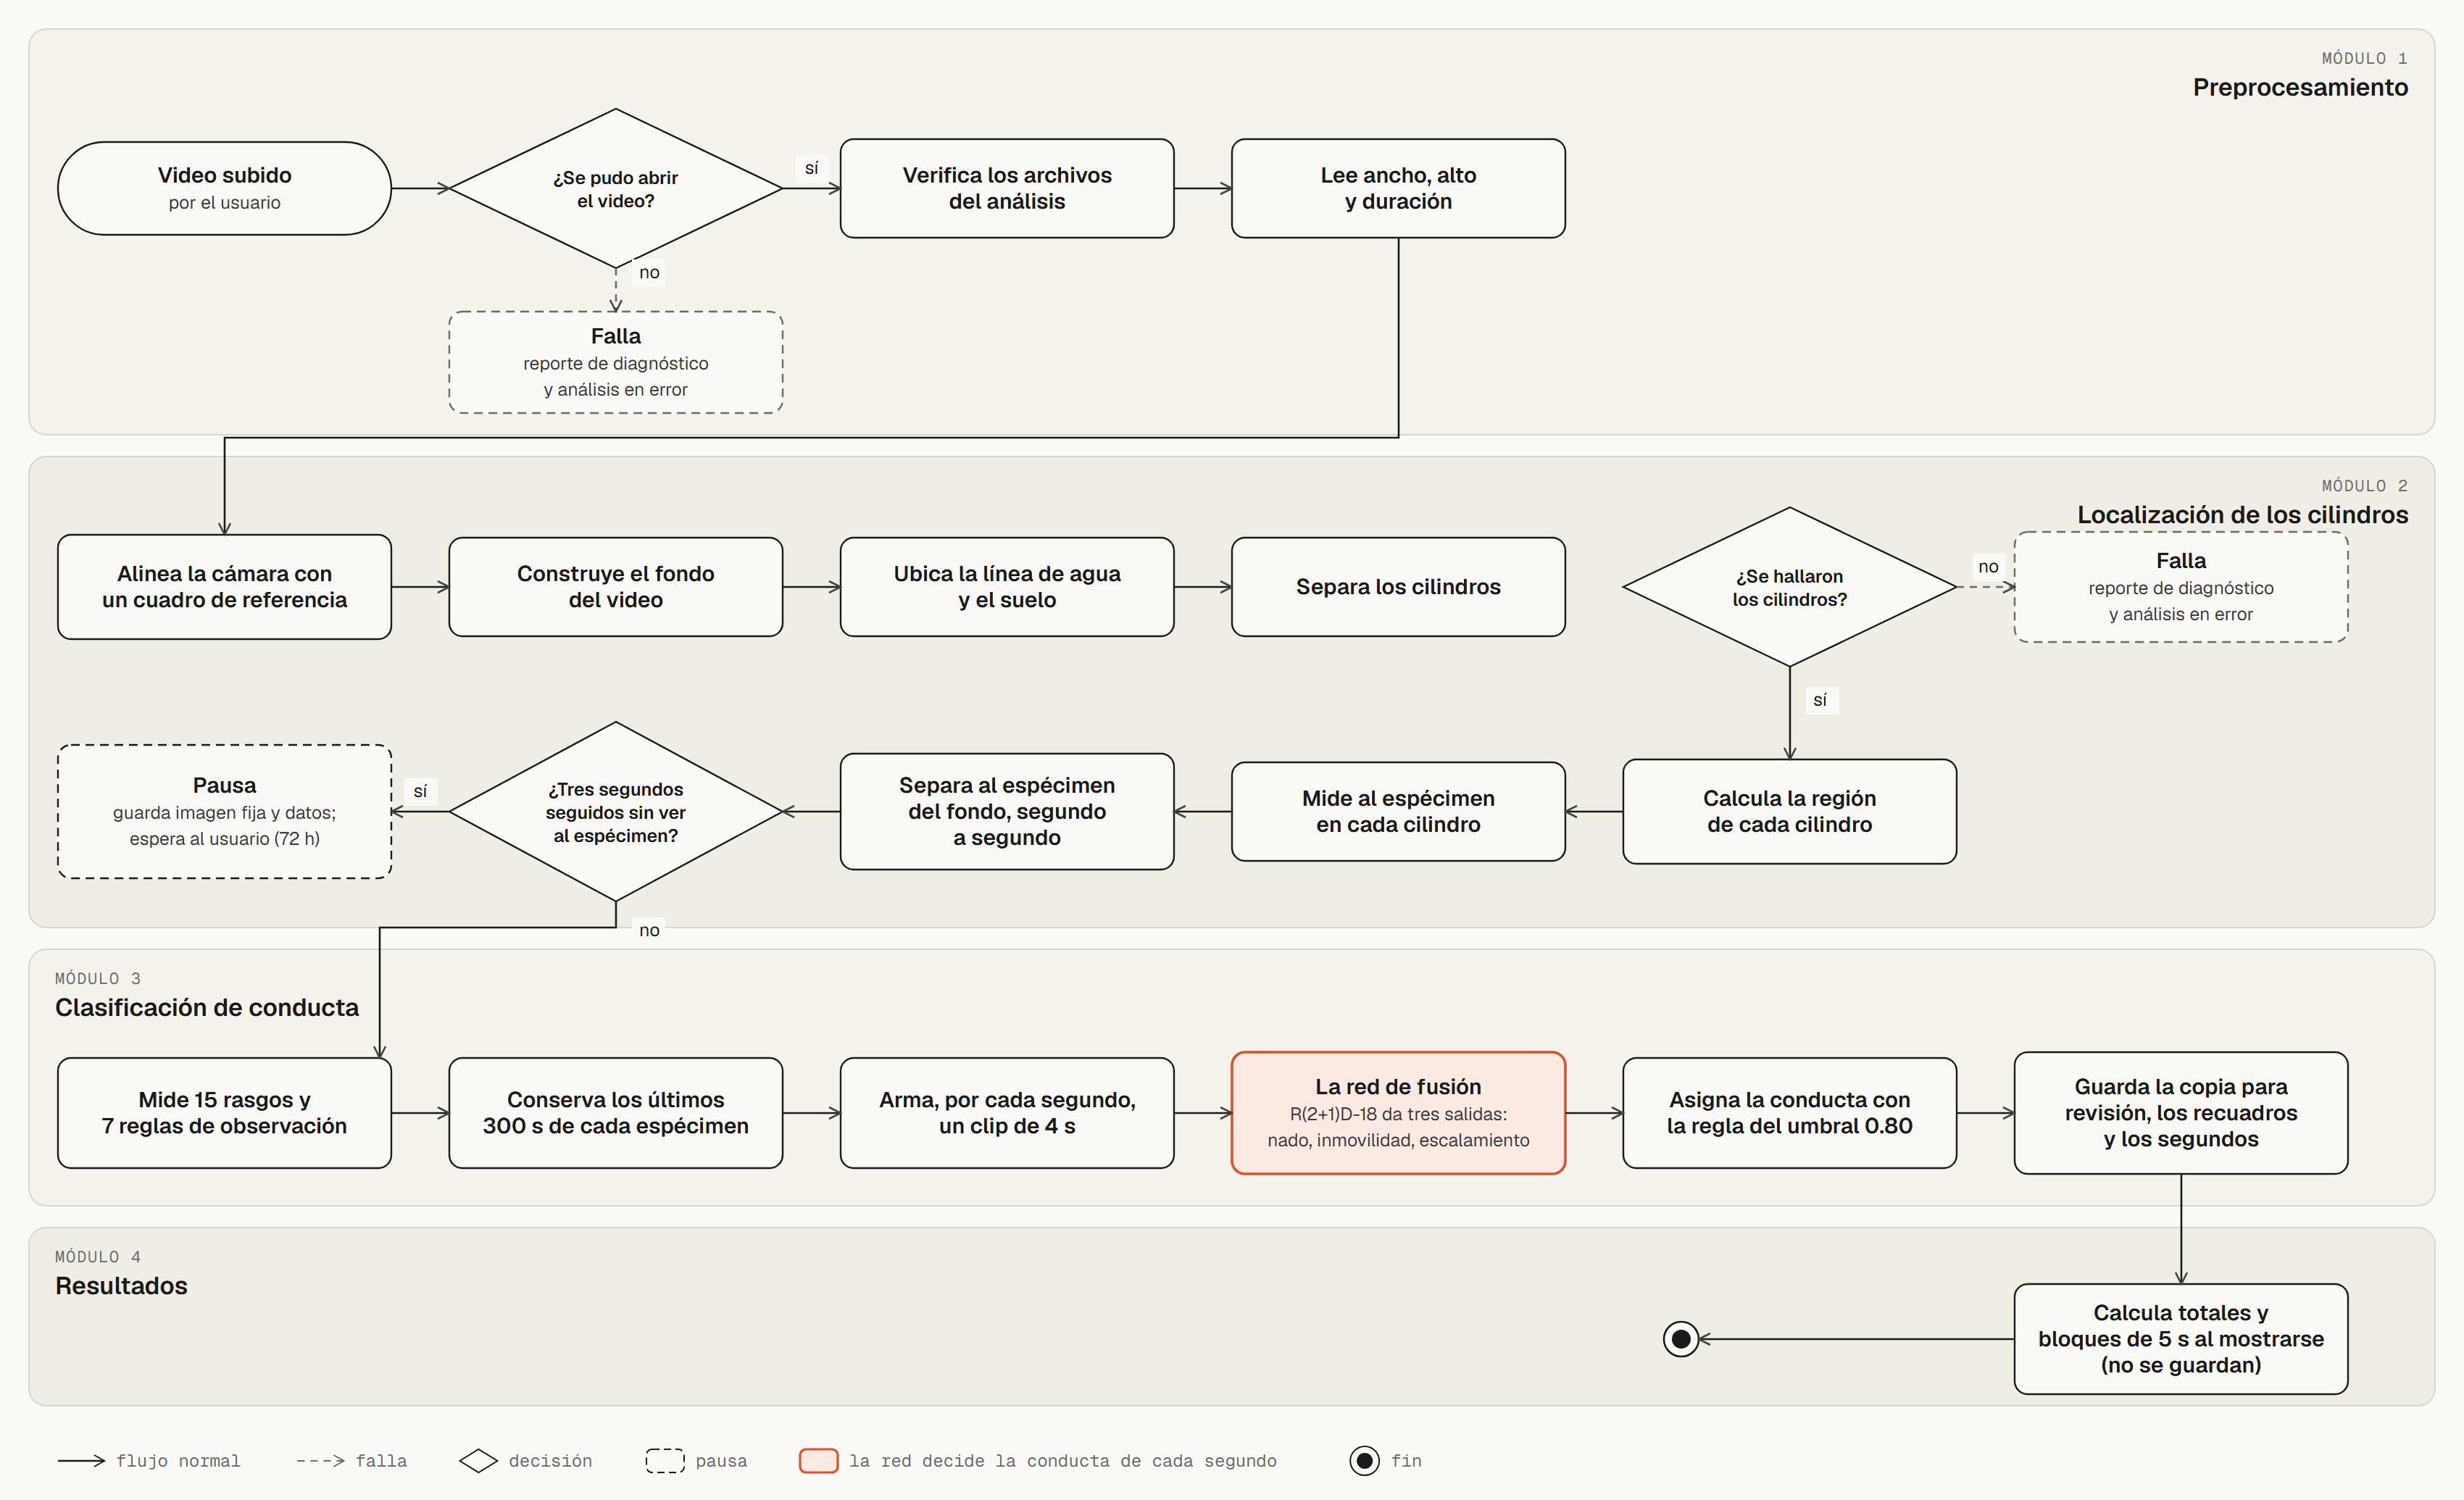 MÓDULO 1
Preprocesamiento
Video subido
por el usuario
¿Se pudo abrir
el video?
sí
Verifica los archivos
del análisis
Lee ancho, alto
y duración
no
Falla
reporte de diagnóstico
y análisis en error
MÓDULO 2
Localización de los cilindros
Alinea la cámara con
un cuadro de referencia
Construye el fondo
del video
Ubica la línea de agua
y el suelo
Separa los cilindros
¿Se hallaron
los cilindros?
no
Falla
reporte de diagnóstico
y análisis en error
sí
Pausa
guarda imagen fija y datos;
espera al usuario (72 h)
sí
¿Tres segundos
seguidos sin ver
al espécimen?
Separa al espécimen
del fondo, segundo
a segundo
Mide al espécimen
en cada cilindro
Calcula la región
de cada cilindro
no
MÓDULO 3
Clasificación de conducta
Mide 15 rasgos y
7 reglas de observación
Conserva los últimos
300 s de cada espécimen
Arma, por cada segundo,
un clip de 4 s
La red de fusión
R(2+1)D-18 da tres salidas:
nado, inmovilidad, escalamiento
Asigna la conducta con
la regla del umbral 0.80
Guarda la copia para
revisión, los recuadros
y los segundos
MÓDULO 4
Resultados
Calcula totales y
bloques de 5 s al mostrarse
(no se guardan)
flujo normal
falla
decisión
pausa
la red decide la conducta de cada segundo
fin